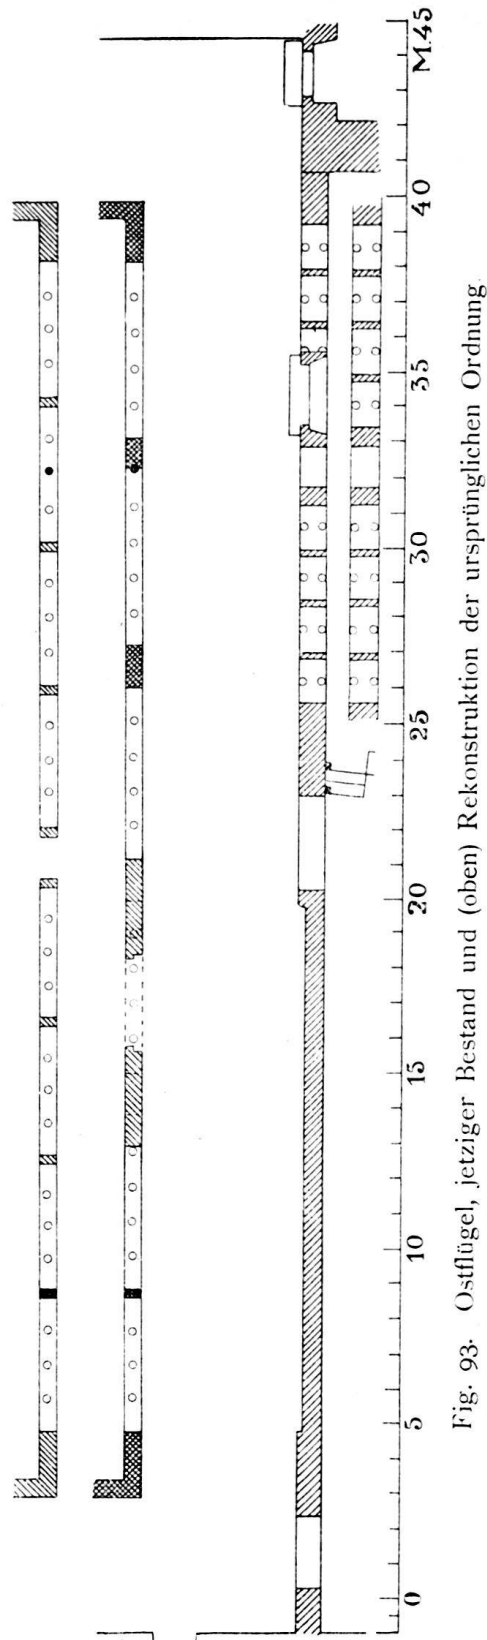 0 5 10 15 20 25 30 35 40 M.45
Fig. 93. Ostflügel, jetziger Bestand und (oben) Rekonstruktion der ursprünglichen Ordnung